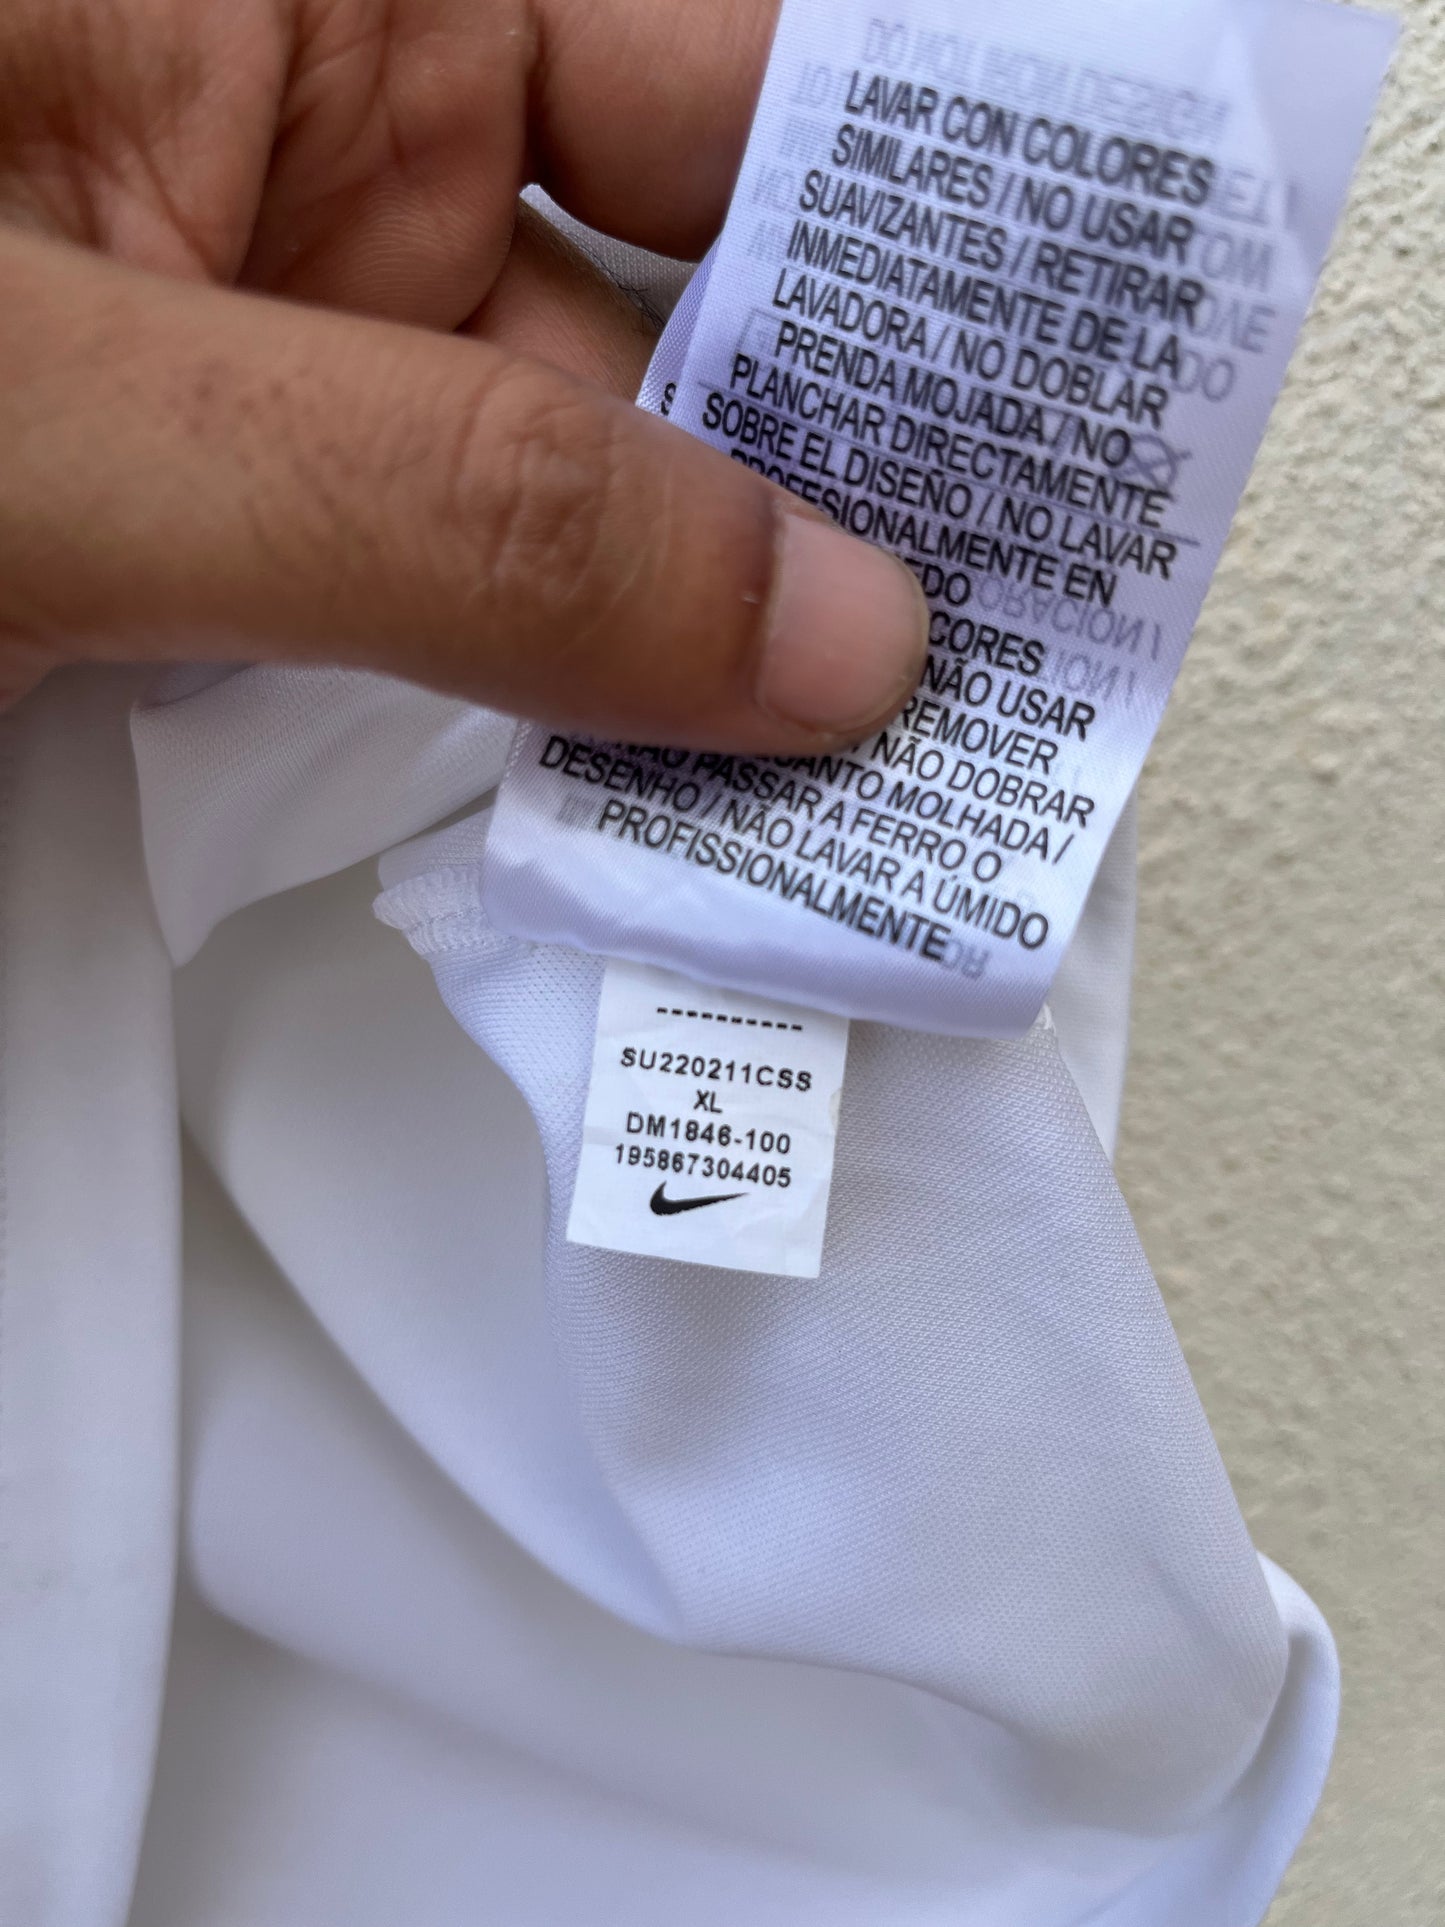 LAVAR CON COLORES
SIMILARES / NO USAR
SUAVIZANTES / RETIRAR
INMEDIATAMENTE DE LA
LAVADORA / NO DOBLAR
PRENDA MOJADA / NO
PLANCHAR DIRECTAMENTE
SOBRE EL DISEÑO / NO LAVAR
PROFESIONALMENTE EN
CORES
NÃO USAR
REMOVER
/ NÃO DOBRAR
MOLHADA /
NÃO PASSAR A FERRO O
DESENHO / NÃO LAVAR A ÚMIDO
PROFISSIONALMENTE
----------
SU220211CSS
XL
DM1846-100
195867304405